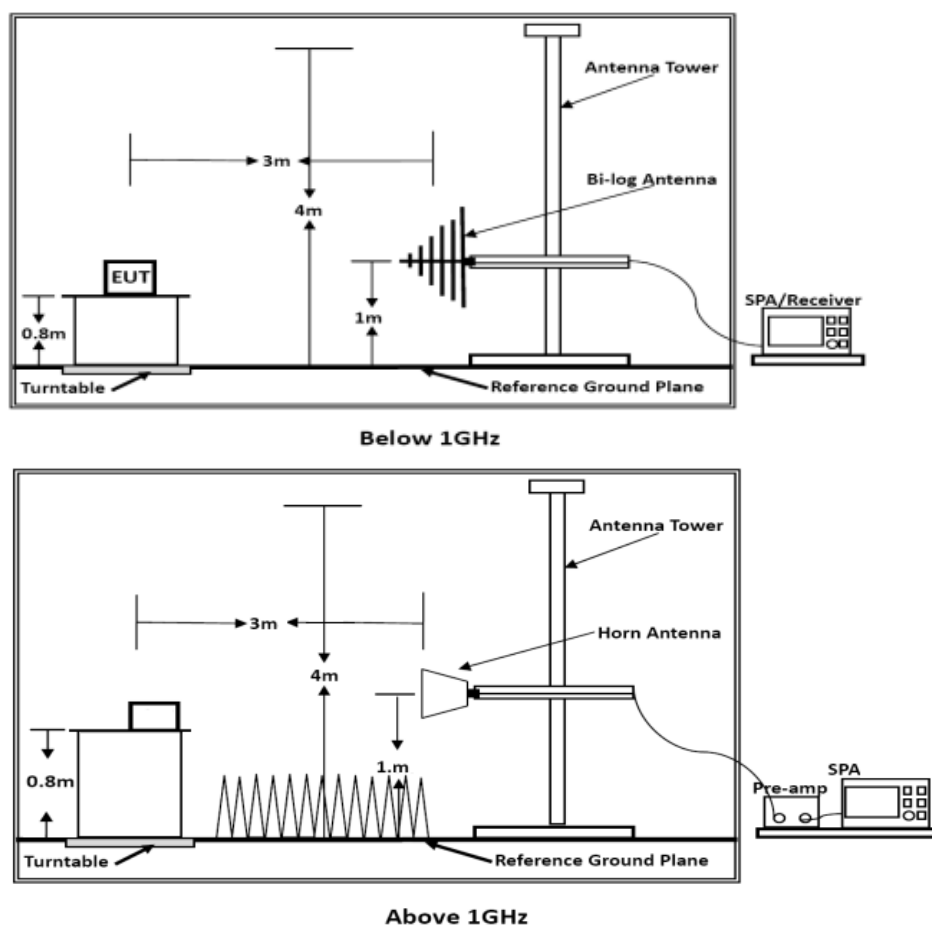 Antenna Tower
3m
Bi-log Antenna
4m
EUT
1m
0.8m
SPA/Receiver
Turntable
Reference Ground Plane
Below 1GHz
Antenna Tower
3m
Horn Antenna
4m
1.m
0.8m
SPA
Pre-amp
Turntable
Reference Ground Plane
Above 1GHz